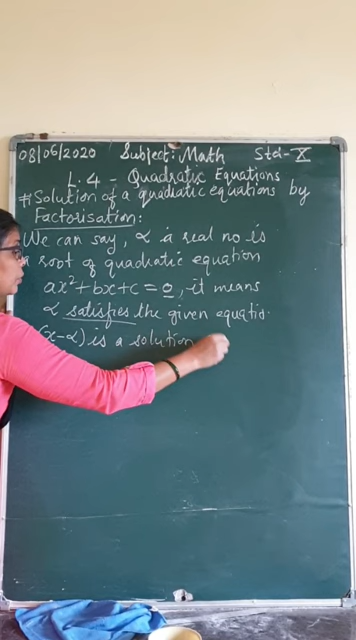 08/06/2020 Subject: Math Std-X
L. 4 - Quadratic Equations
# Solution of a quadratic equations by
Factorisation:
We can say, α a real no is
a root of quadratic equation
ax²+bx+c=0, it means
α satisfies the given equatio.
(x-α) is a solution